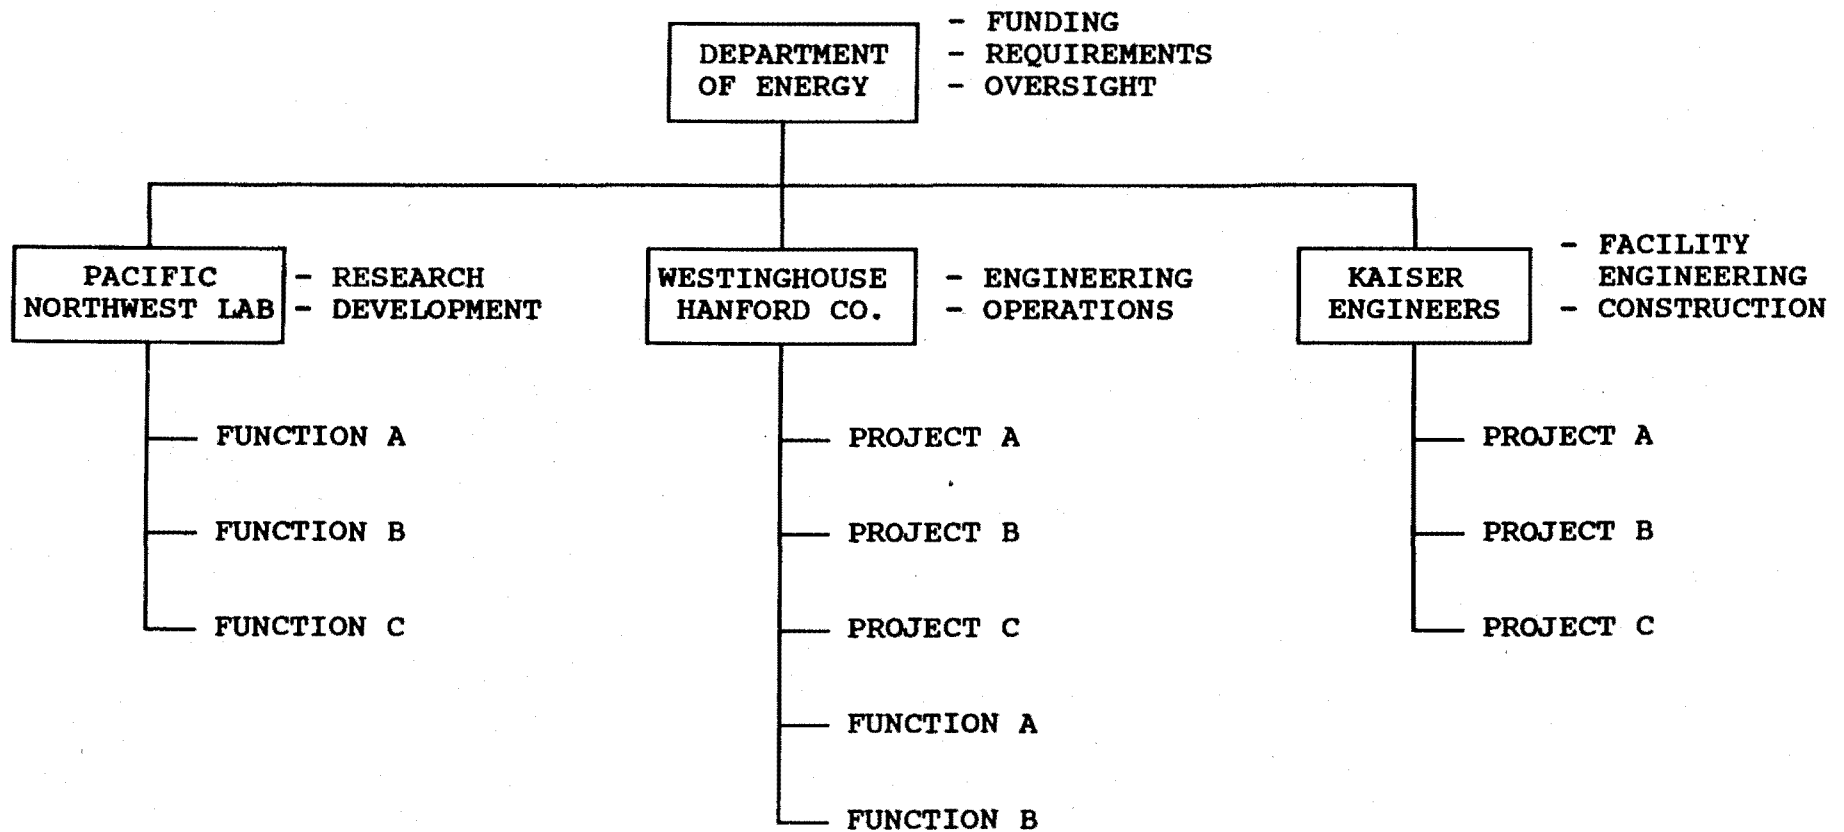 DEPARTMENT
OF ENERGY
- FUNDING
- REQUIREMENTS
- OVERSIGHT
PACIFIC
NORTHWEST LAB
- RESEARCH
- DEVELOPMENT
WESTINGHOUSE
HANFORD CO.
- ENGINEERING
- OPERATIONS
KAISER
ENGINEERS
- FACILITY
ENGINEERING
- CONSTRUCTION
FUNCTION A
FUNCTION B
FUNCTION C
PROJECT A
PROJECT B
PROJECT C
FUNCTION A
FUNCTION B
PROJECT A
PROJECT B
PROJECT C